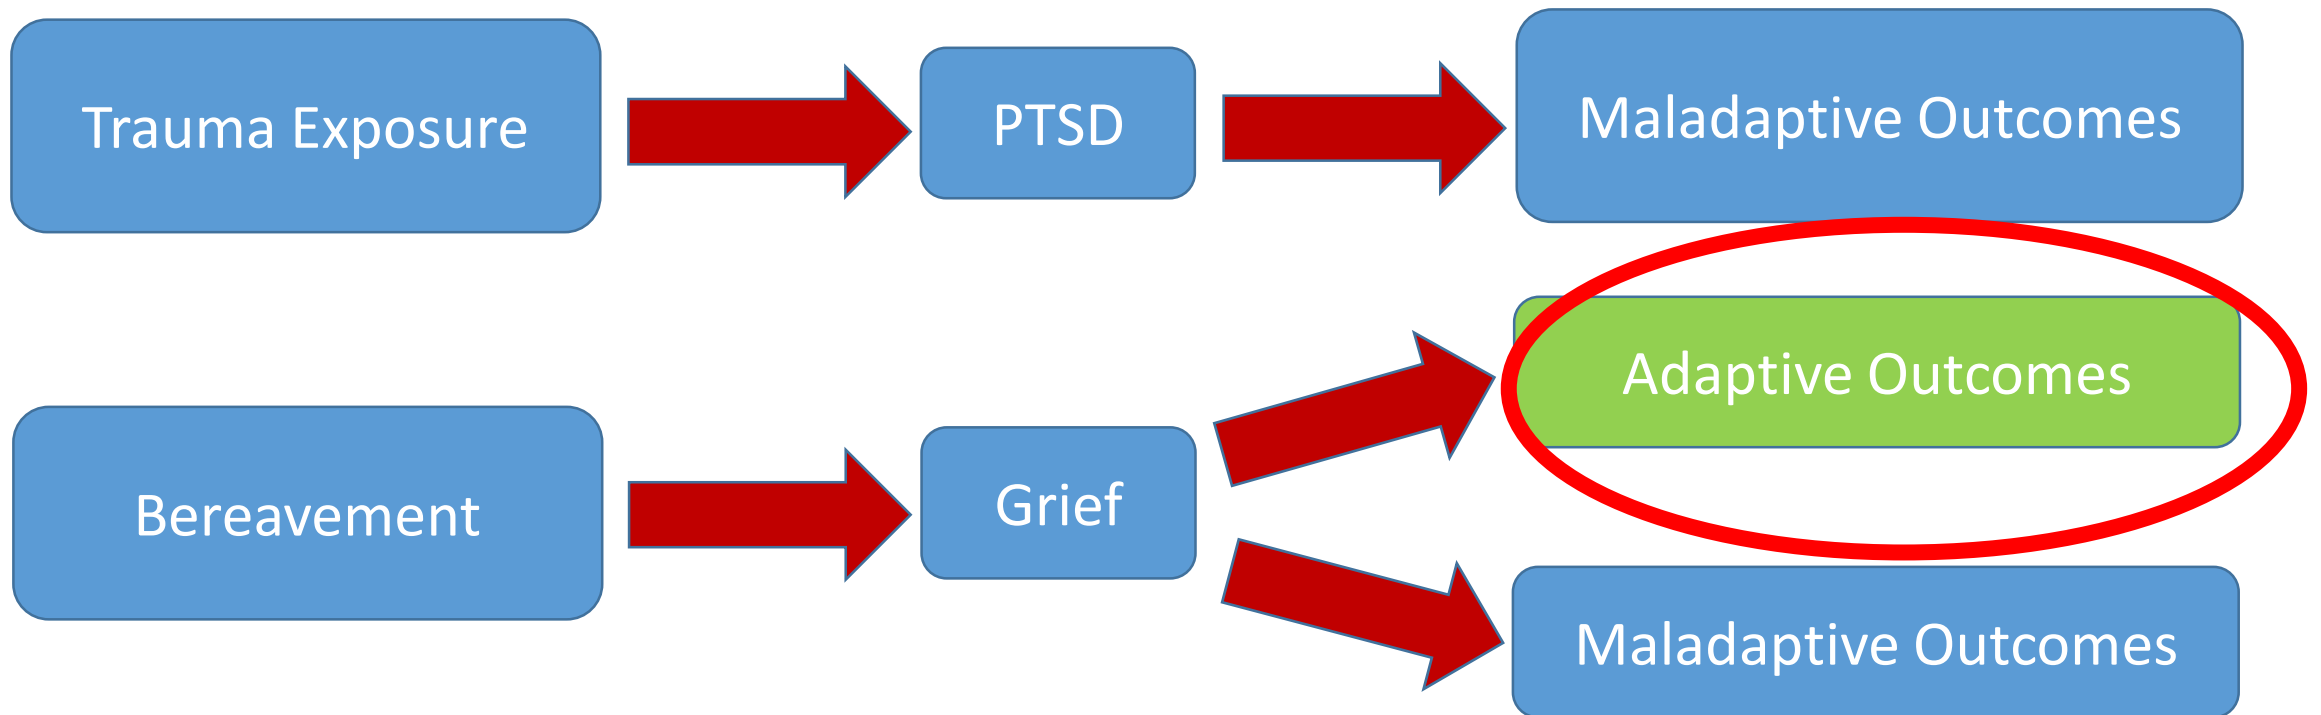 Trauma Exposure
PTSD
Maladaptive Outcomes
Bereavement
Grief
Adaptive Outcomes
Maladaptive Outcomes